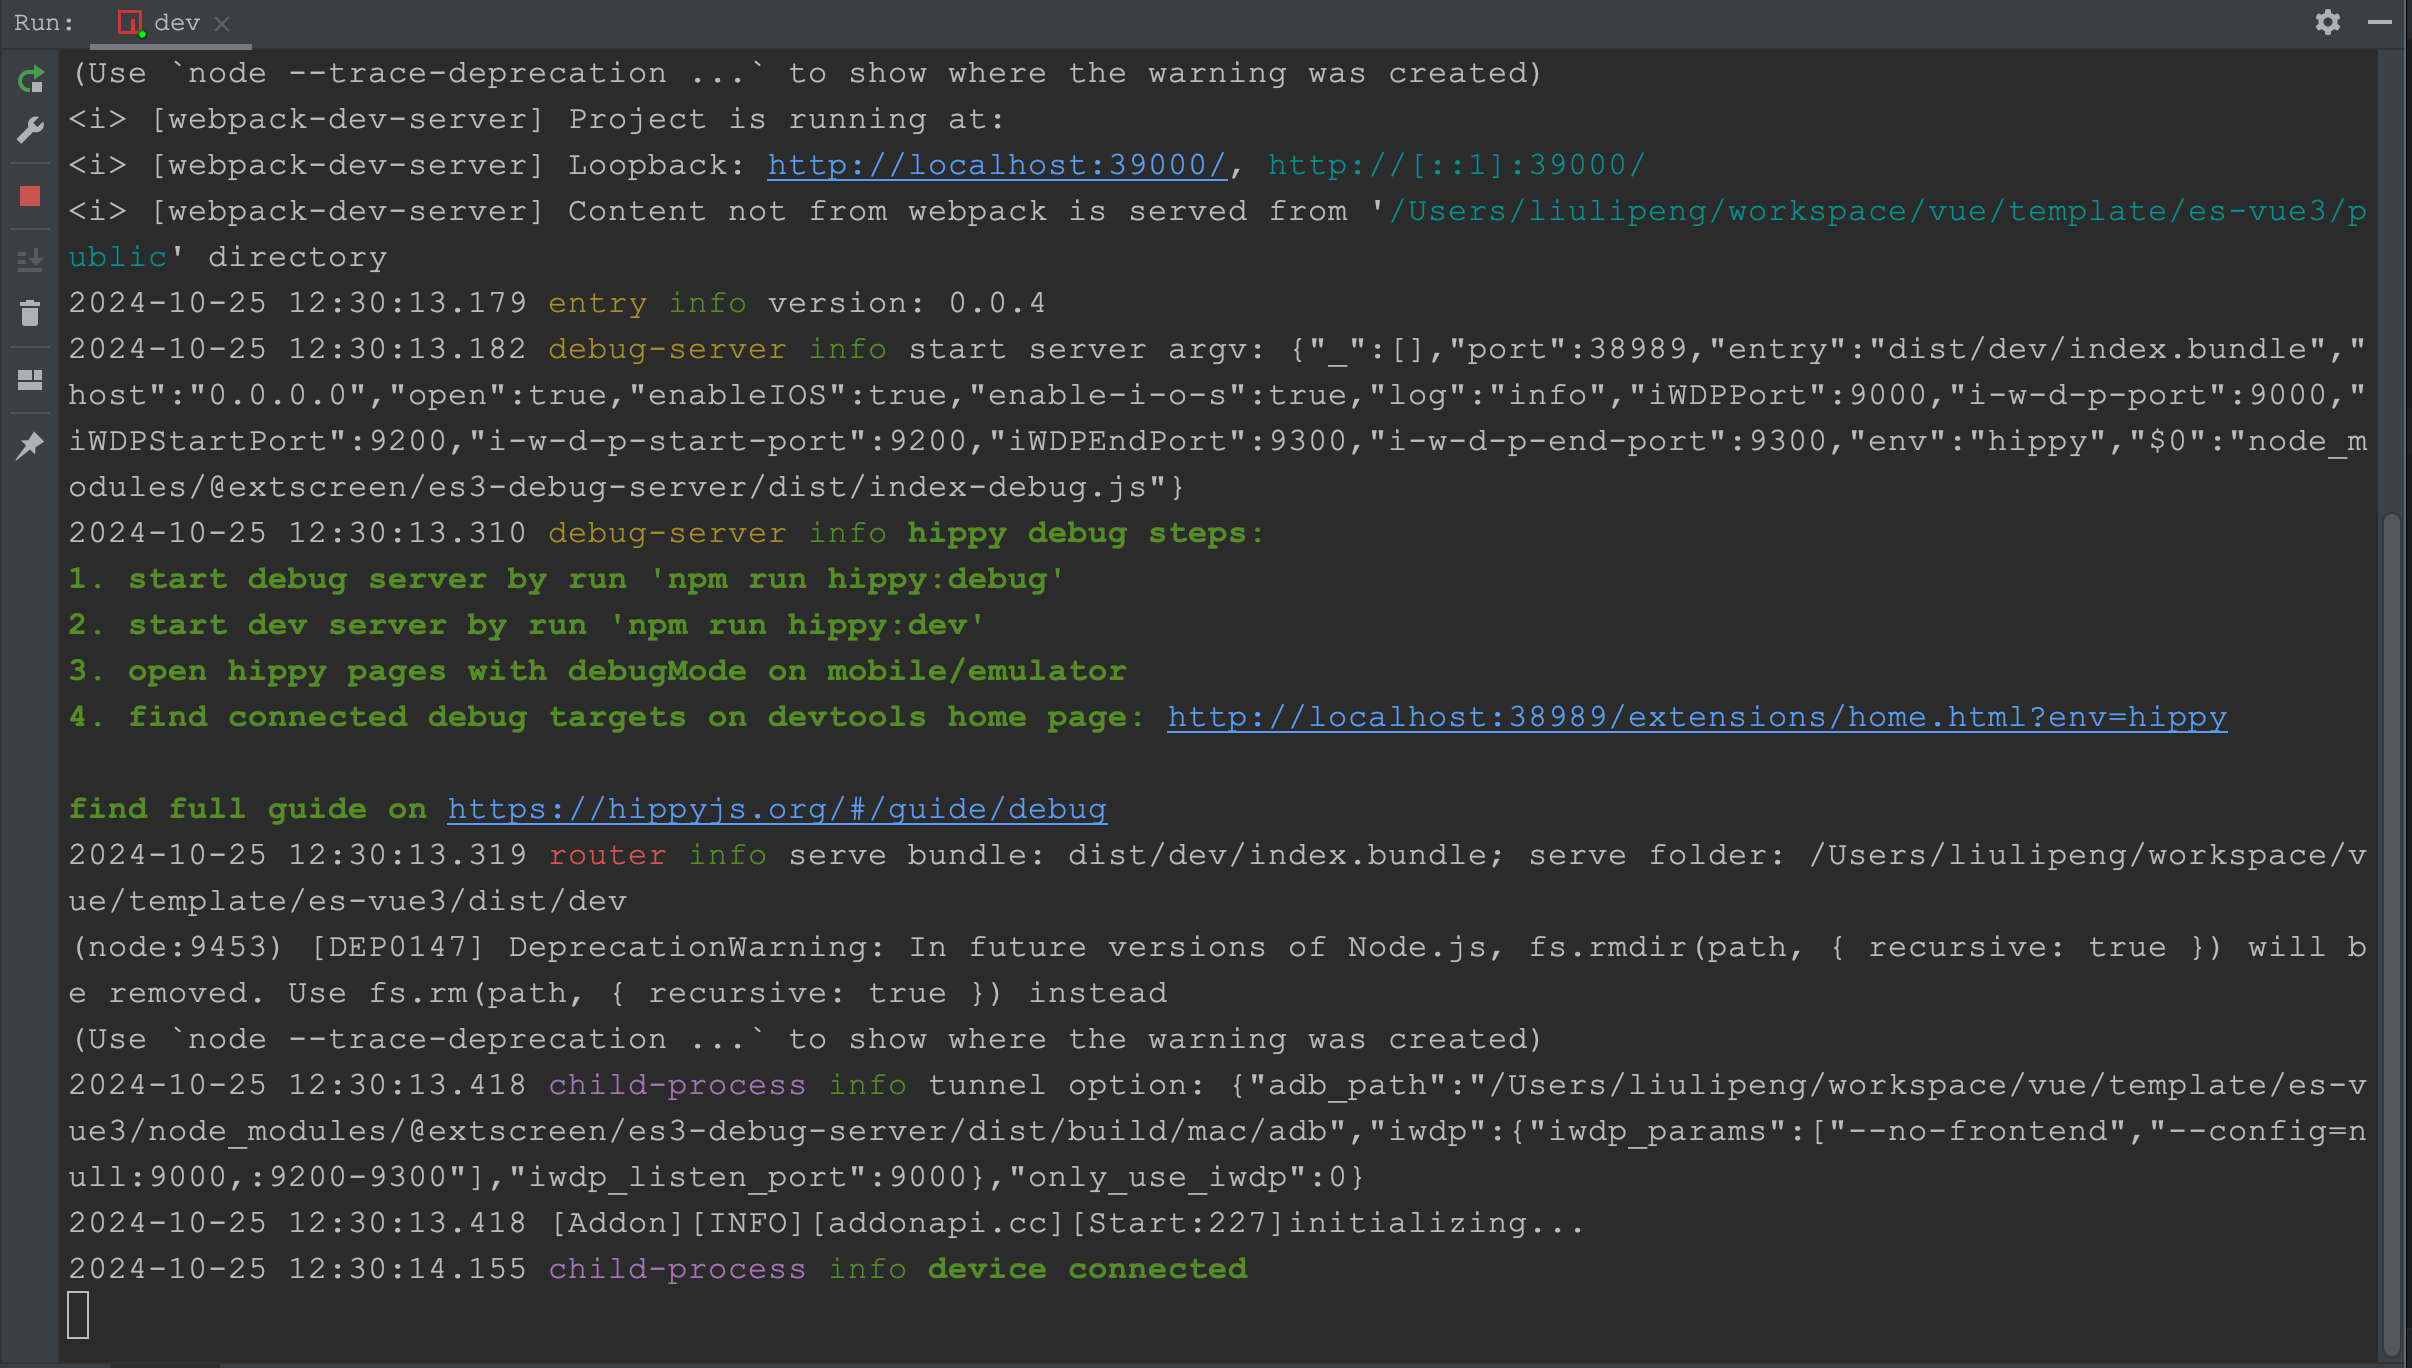 Run: dev
(Use `node --trace-deprecation ...` to show where the warning was created)
<i> [webpack-dev-server] Project is running at:
<i> [webpack-dev-server] Loopback: http://localhost:39000/, http://[::1]:39000/
<i> [webpack-dev-server] Content not from webpack is served from '/Users/liulipeng/workspace/vue/template/es-vue3/p
ublic' directory
2024-10-25 12:30:13.179 entry info version: 0.0.4
2024-10-25 12:30:13.182 debug-server info start server argv: {"_":[],"port":38989,"entry":"dist/dev/index.bundle","
host":"0.0.0.0","open":true,"enableIOS":true,"enable-i-o-s":true,"log":"info","iWDPPort":9000,"i-w-d-p-port":9000,"
iWDPStartPort":9200,"i-w-d-p-start-port":9200,"iWDPEndPort":9300,"i-w-d-p-end-port":9300,"env":"hippy","$0":"node_m
odules/@extscreen/es3-debug-server/dist/index-debug.js"}
2024-10-25 12:30:13.310 debug-server info hippy debug steps:
1. start debug server by run 'npm run hippy:debug'
2. start dev server by run 'npm run hippy:dev'
3. open hippy pages with debugMode on mobile/emulator
4. find connected debug targets on devtools home page: http://localhost:38989/extensions/home.html?env=hippy
find full guide on https://hippyjs.org/#/guide/debug
2024-10-25 12:30:13.319 router info serve bundle: dist/dev/index.bundle; serve folder: /Users/liulipeng/workspace/v
ue/template/es-vue3/dist/dev
(node:9453) [DEP0147] DeprecationWarning: In future versions of Node.js, fs.rmdir(path, { recursive: true }) will b
e removed. Use fs.rm(path, { recursive: true }) instead
(Use `node --trace-deprecation ...` to show where the warning was created)
2024-10-25 12:30:13.418 child-process info tunnel option: {"adb_path":"/Users/liulipeng/workspace/vue/template/es-v
ue3/node_modules/@extscreen/es3-debug-server/dist/build/mac/adb","iwdp":{"iwdp_params":["--no-frontend","--config=n
ull:9000,:9200-9300"],"iwdp_listen_port":9000},"only_use_iwdp":0}
2024-10-25 12:30:13.418 [Addon][INFO][addonapi.cc][Start:227]initializing...
2024-10-25 12:30:14.155 child-process info device connected